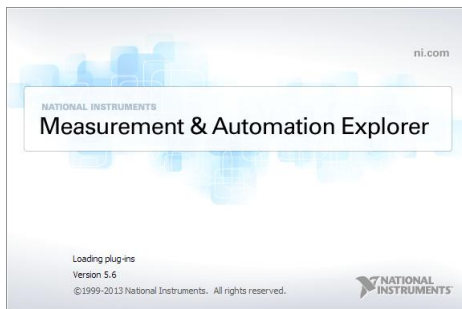 ni.com
NATIONAL INSTRUMENTS
Measurement & Automation Explorer
Loading plug-ins
Version 5.6
©1999-2013 National Instruments. All rights reserved.
NATIONAL
INSTRUMENTS